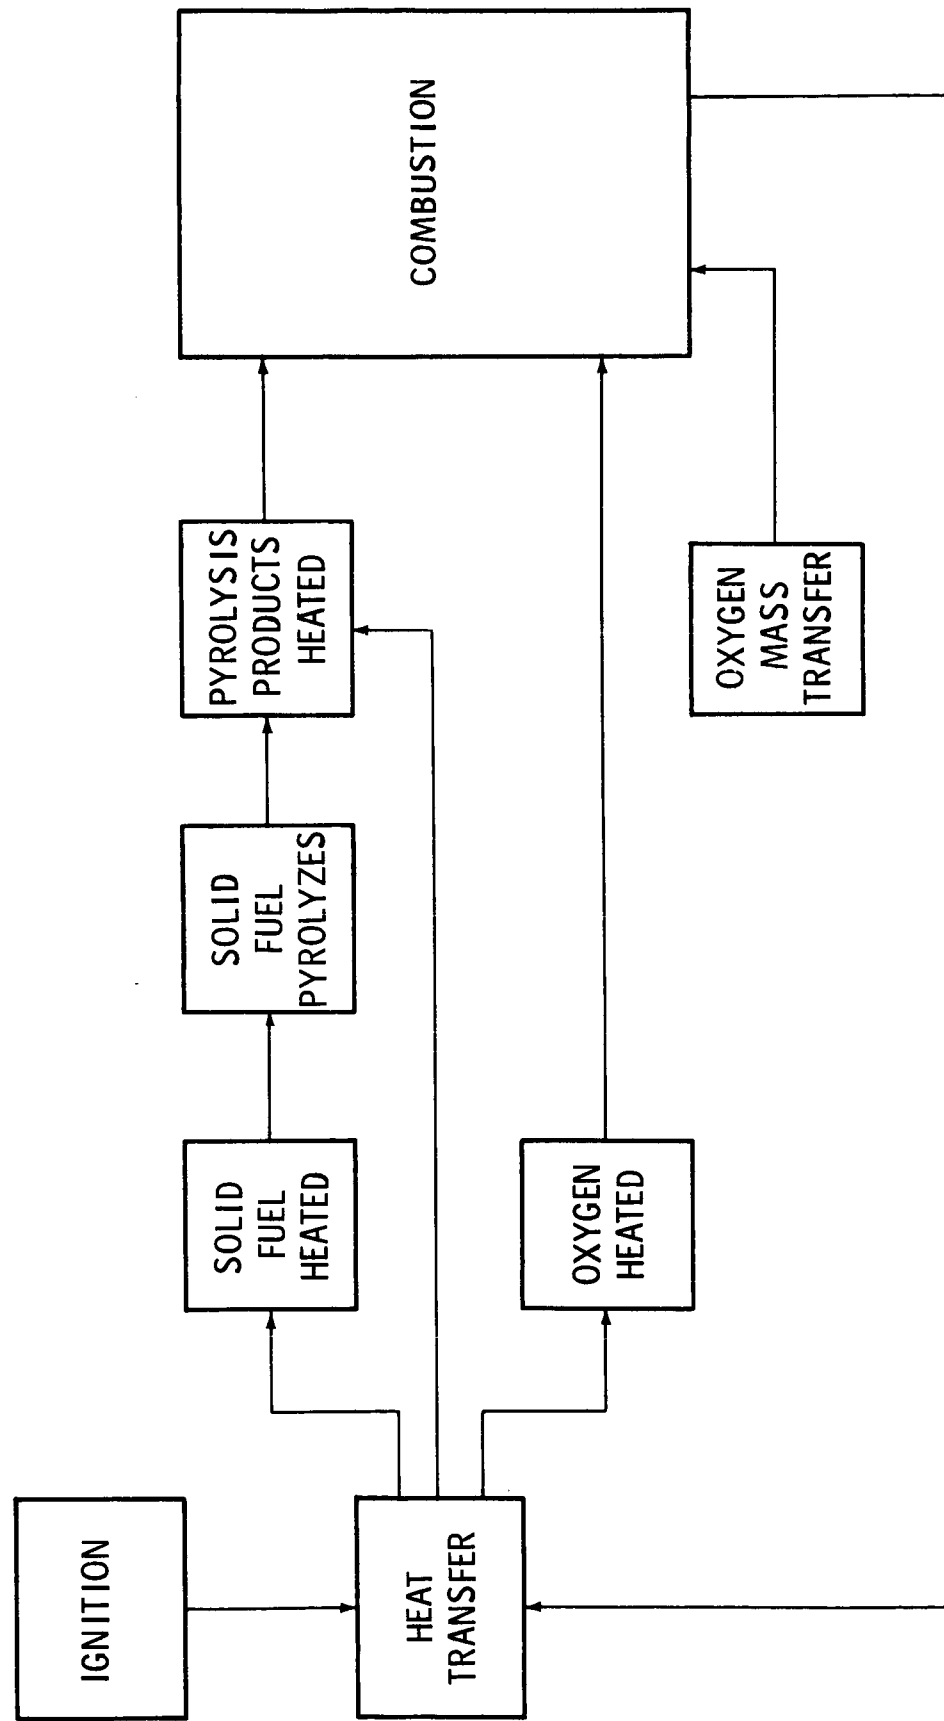 IGNITION
HEAT
TRANSFER
SOLID
FUEL
HEATED
SOLID
FUEL
PYROLYZES
PYROLYSIS
PRODUCTS
HEATED
OXYGEN
HEATED
OXYGEN
MASS
TRANSFER
COMBUSTION